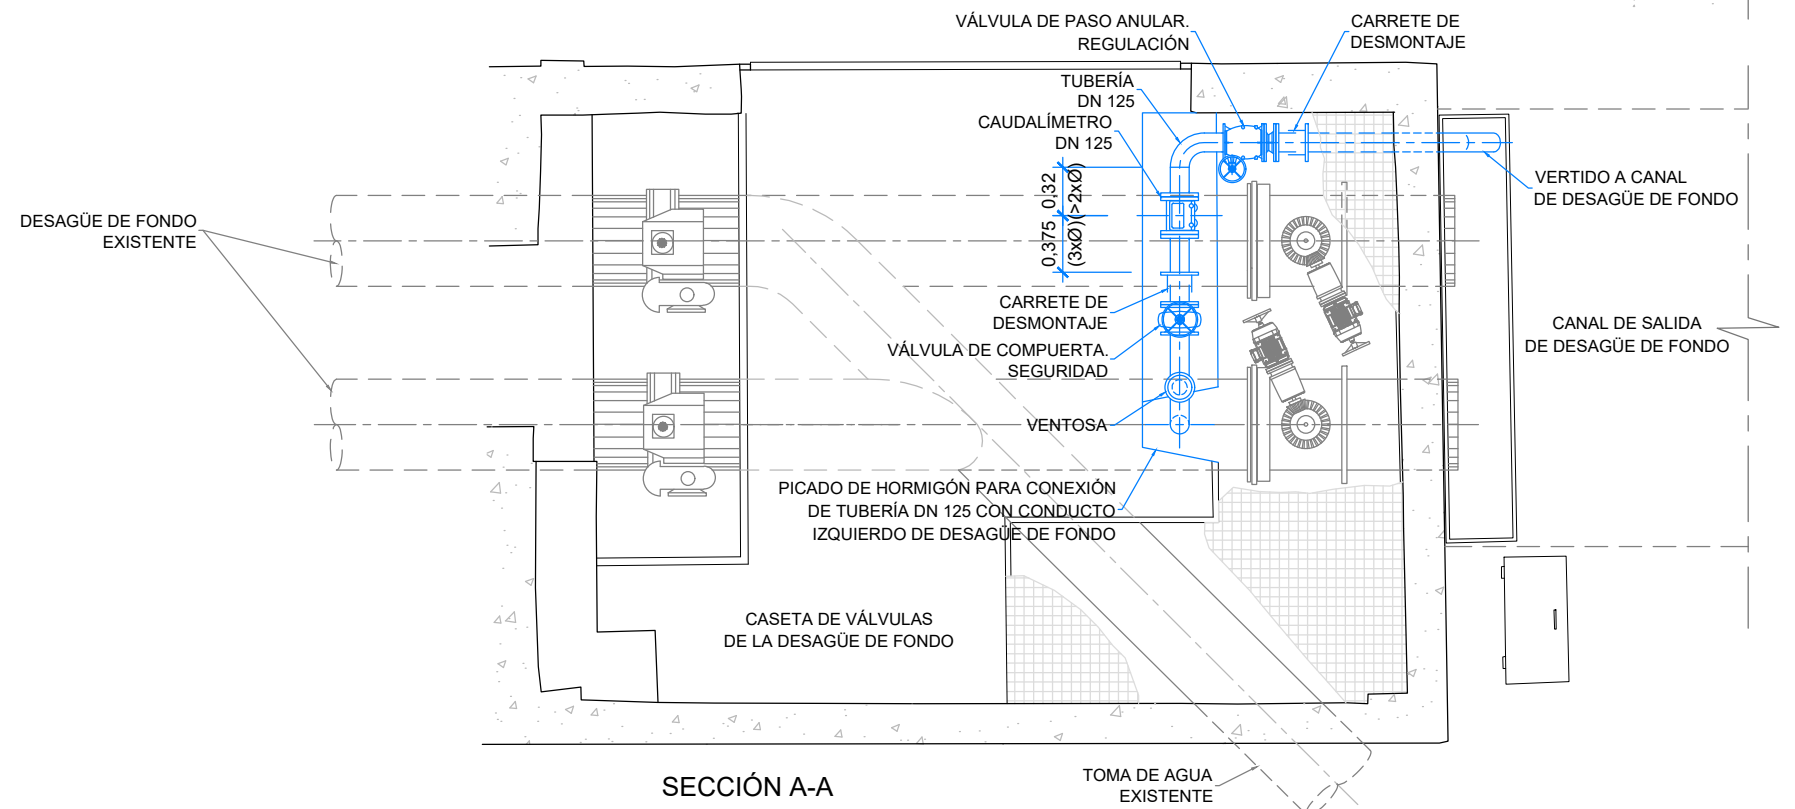 VÁLVULA DE PASO ANULAR.
REGULACIÓN
CARRETE DE
DESMONTAJE
TUBERÍA
DN 125
CAUDALÍMETRO
DN 125
0,375
0,32
(3xØ)
(>2xØ)
VERTIDO A CANAL
DE DESAGÜE DE FONDO
DESAGÜE DE FONDO
EXISTENTE
CARRETE DE
DESMONTAJE
VÁLVULA DE COMPUERTA.
SEGURIDAD
CANAL DE SALIDA
DE DESAGÜE DE FONDO
VENTOSA
PICADO DE HORMIGÓN PARA CONEXIÓN
DE TUBERÍA DN 125 CON CONDUCTO
IZQUIERDO DE DESAGÜE DE FONDO
CASETA DE VÁLVULAS
DE LA DESAGÜE DE FONDO
SECCIÓN A-A
TOMA DE AGUA
EXISTENTE